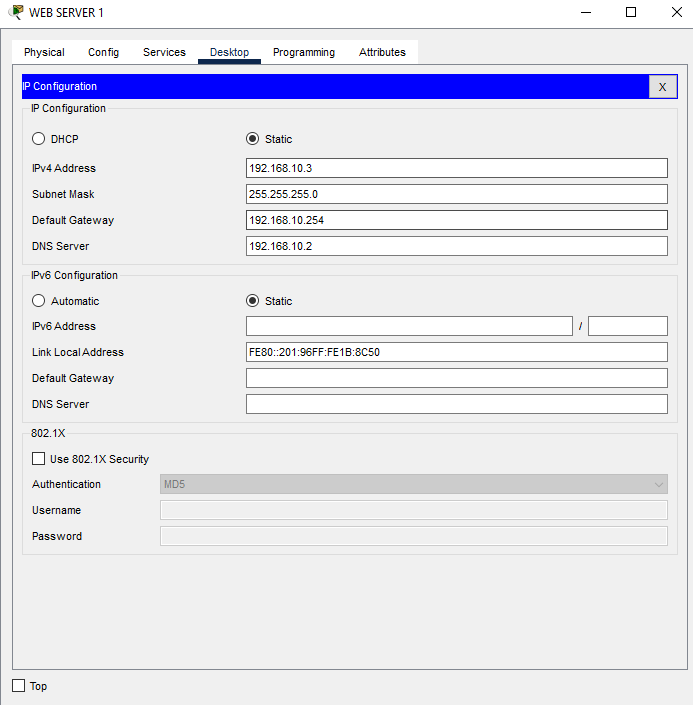 WEB SERVER 1
Physical Config Services Desktop Programming Attributes
IP Configuration X
IP Configuration
DHCP Static
IPv4 Address 192.168.10.3
Subnet Mask 255.255.255.0
Default Gateway 192.168.10.254
DNS Server 192.168.10.2
IPv6 Configuration
Automatic Static
IPv6 Address /
Link Local Address FE80::201:96FF:FE1B:8C50
Default Gateway
DNS Server
802.1X
Use 802.1X Security
Authentication MD5
Username
Password
Top